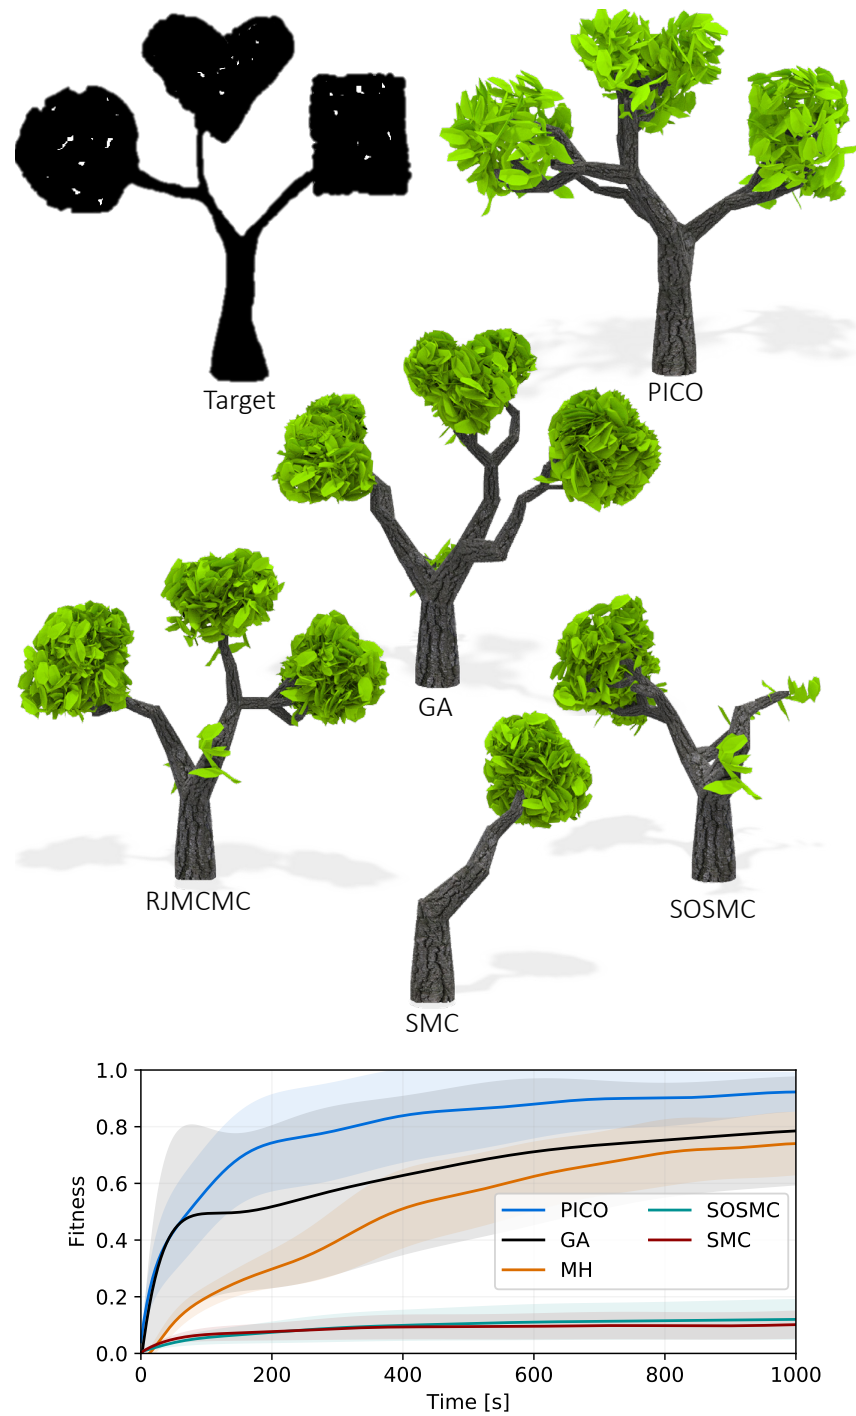 Target
PICO
GA
RJMCMC
SOSMC
SMC
1.0
0.8
0.6
0.4
0.2
0.0
Fitness
PICO
GA
MH
SOSMC
SMC
0 200 400 600 800 1000
Time [s]